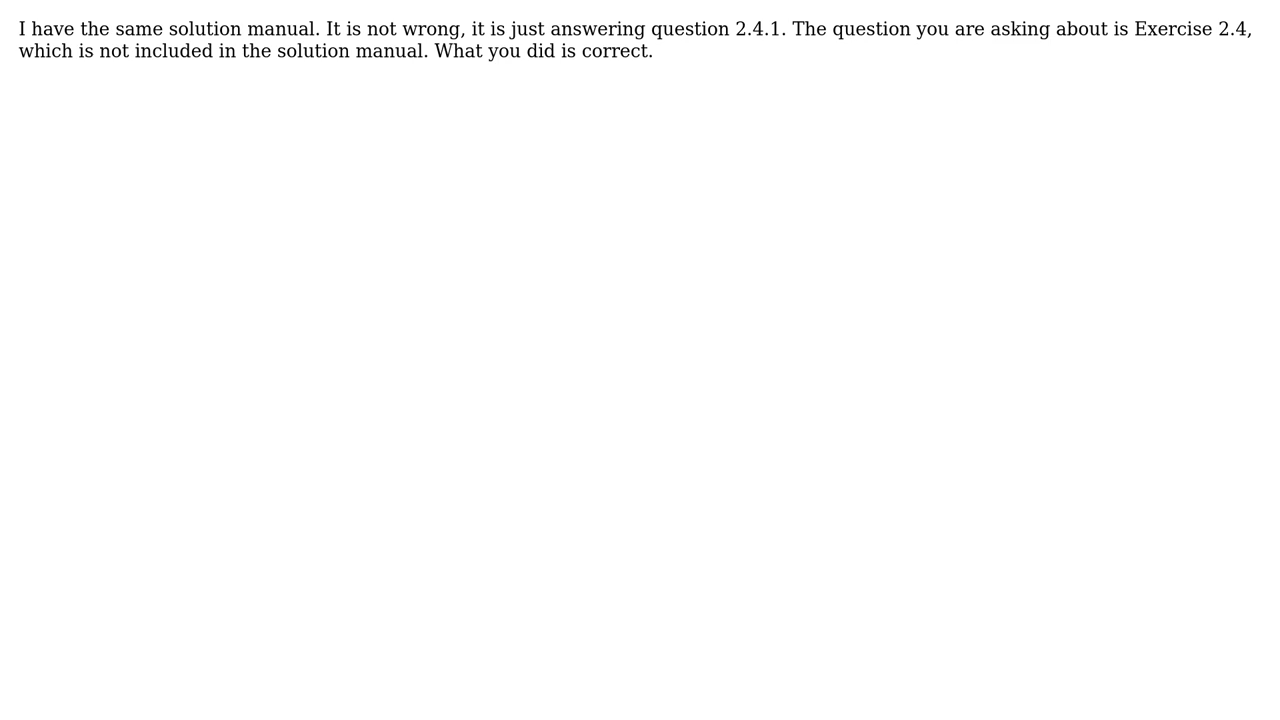 I have the same solution manual. It is not wrong, it is just answering question 2.4.1. The question you are asking about is Exercise 2.4,
which is not included in the solution manual. What you did is correct.